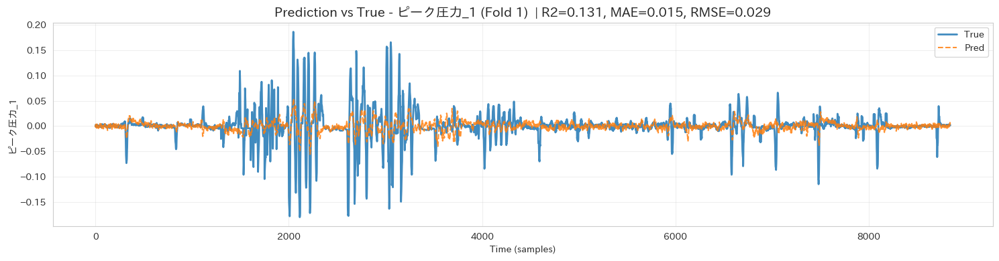 Prediction vs True - ピーク圧力_1 (Fold 1) | R2=0.131, MAE=0.015, RMSE=0.029
True
Pred
ピーク圧力_1
0.20
0.15
0.10
0.05
0.00
−0.05
−0.10
−0.15
0 2000 4000 6000 8000
Time (samples)